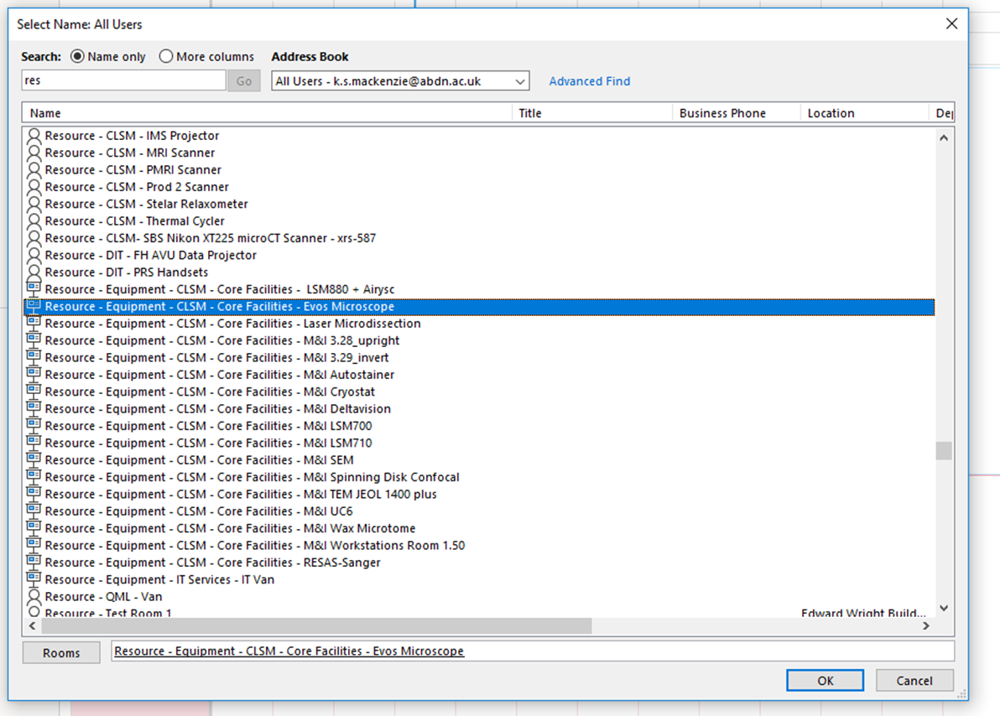 Select Name: All Users
Search: Name only More columns Address Book
res Go All Users - k.s.mackenzie@abdn.ac.uk Advanced Find
Name Title Business Phone Location Dep
Resource - CLSM - IMS Projector
Resource - CLSM - MRI Scanner
Resource - CLSM - PMRI Scanner
Resource - CLSM - Prod 2 Scanner
Resource - CLSM - Stelar Relaxometer
Resource - CLSM - Thermal Cycler
Resource - CLSM- SBS Nikon XT225 microCT Scanner - xrs-587
Resource - DIT - FH AVU Data Projector
Resource - DIT - PRS Handsets
Resource - Equipment - CLSM - Core Facilities -  LSM880 + Airysc
Resource - Equipment - CLSM - Core Facilities - Evos Microscope
Resource - Equipment - CLSM - Core Facilities - Laser Microdissection
Resource - Equipment - CLSM - Core Facilities - M&I 3.28_upright
Resource - Equipment - CLSM - Core Facilities - M&I 3.29_invert
Resource - Equipment - CLSM - Core Facilities - M&I Autostainer
Resource - Equipment - CLSM - Core Facilities - M&I Cryostat
Resource - Equipment - CLSM - Core Facilities - M&I Deltavision
Resource - Equipment - CLSM - Core Facilities - M&I LSM700
Resource - Equipment - CLSM - Core Facilities - M&I LSM710
Resource - Equipment - CLSM - Core Facilities - M&I SEM
Resource - Equipment - CLSM - Core Facilities - M&I Spinning Disk Confocal
Resource - Equipment - CLSM - Core Facilities - M&I TEM JEOL 1400 plus
Resource - Equipment - CLSM - Core Facilities - M&I UC6
Resource - Equipment - CLSM - Core Facilities - M&I Wax Microtome
Resource - Equipment - CLSM - Core Facilities - M&I Workstations Room 1.50
Resource - Equipment - CLSM - Core Facilities - RESAS-Sanger
Resource - Equipment - IT Services - IT Van
Resource - QML - Van
Resource - Test Room 1 Edward Wright Build...
Rooms Resource - Equipment - CLSM - Core Facilities - Evos Microscope
OK Cancel